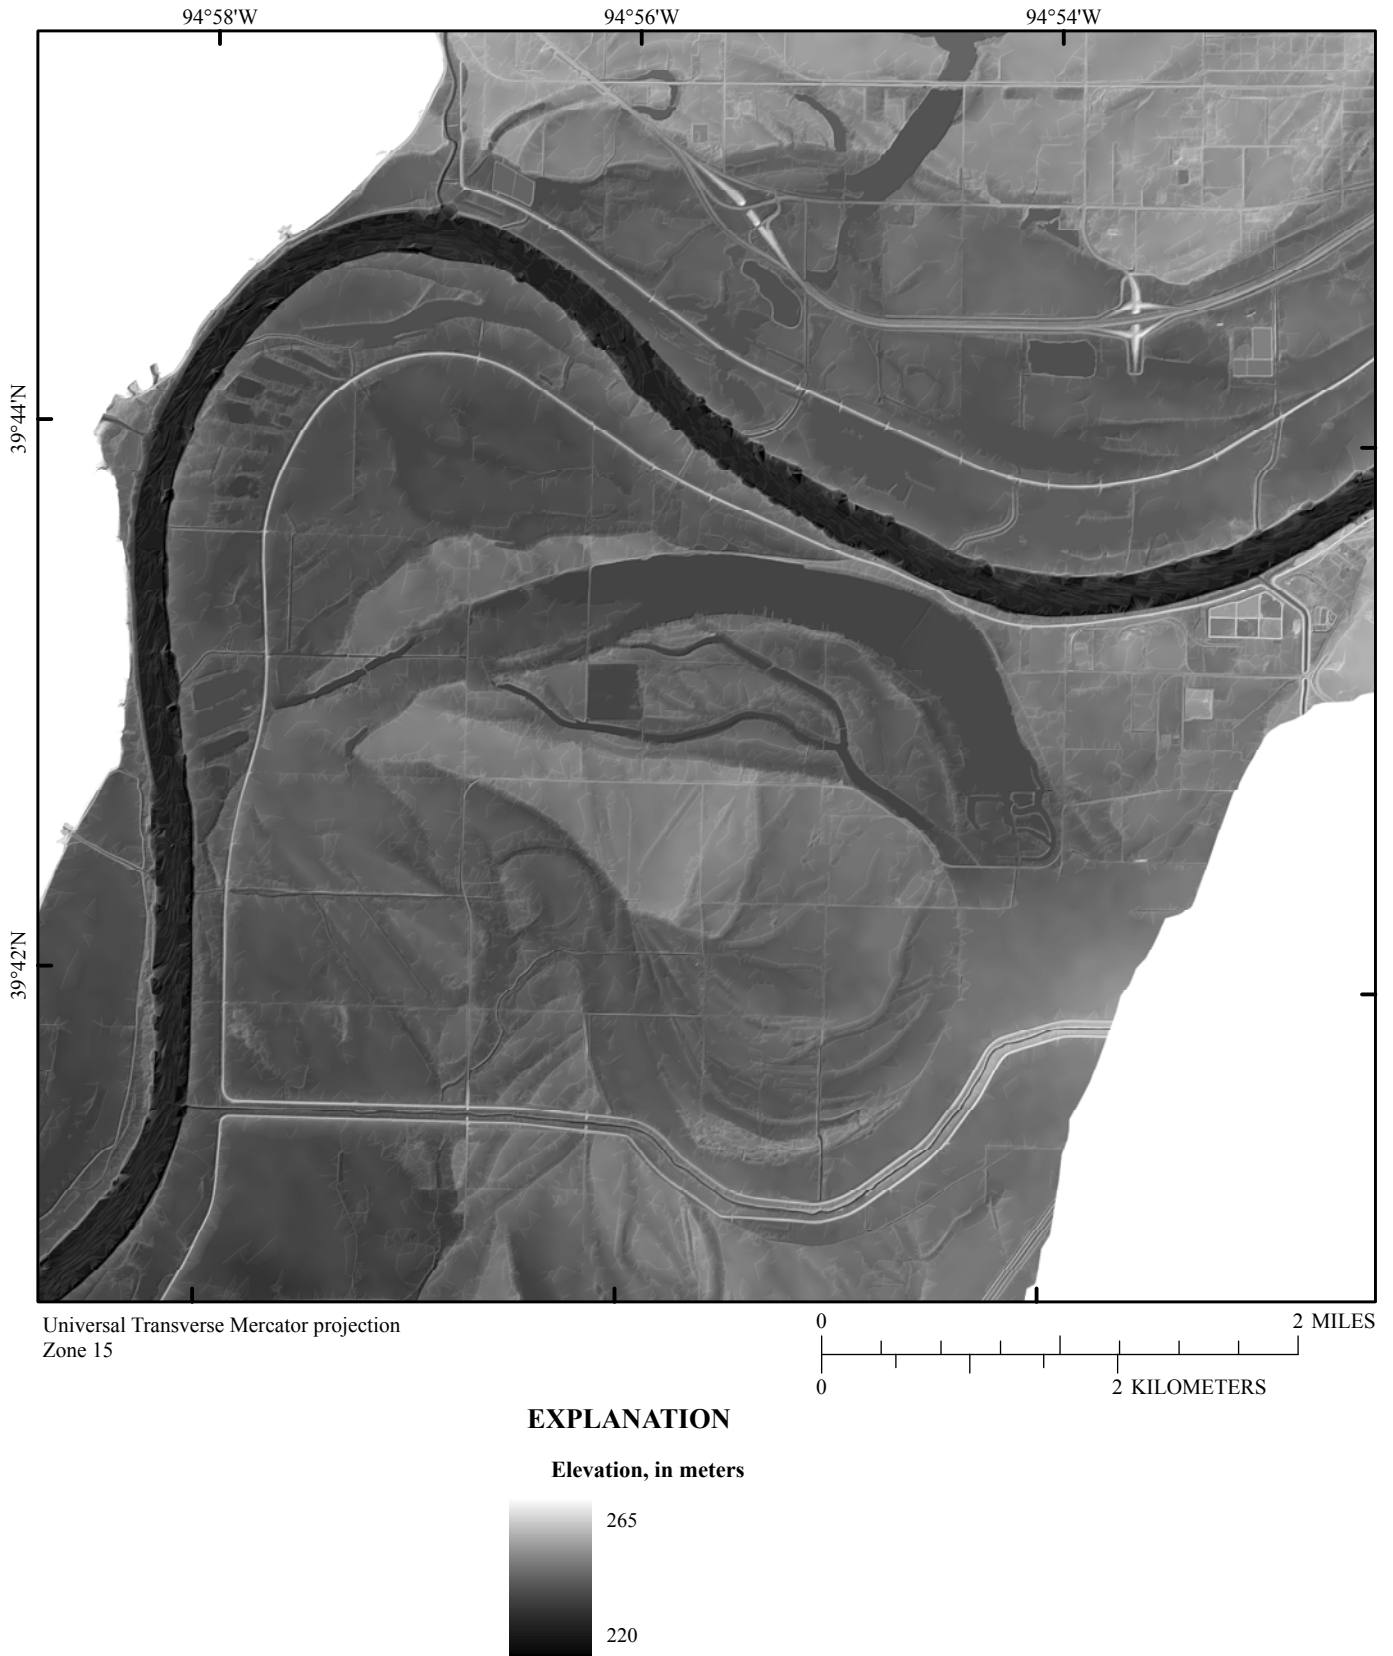 94°58'W 94°56'W 94°54'W
39°44'N
39°42'N
Universal Transverse Mercator projection
Zone 15
0 2 MILES
0 2 KILOMETERS
EXPLANATION
Elevation, in meters
265
220